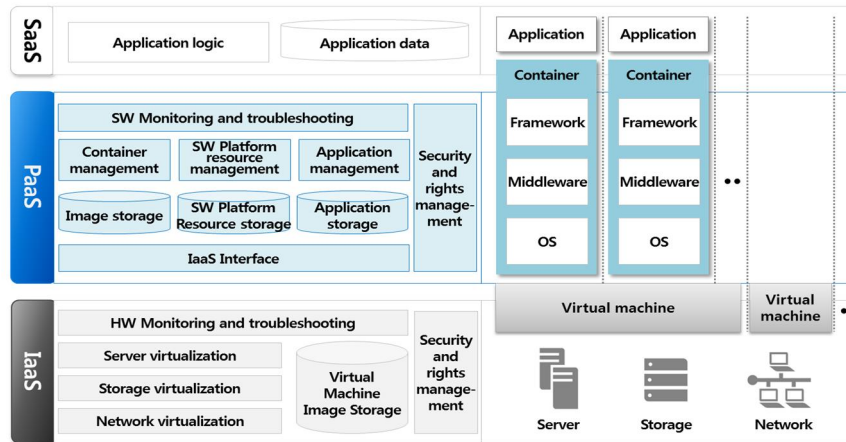 SaaS
Application logic
Application data
Application
Application
PaaS
SW Monitoring and troubleshooting
Container
management
SW Platform
resource
management
Application
management
Security
and
rights
manage-
ment
Image storage
SW Platform
Resource storage
Application
storage
IaaS Interface
Container
Framework
Middleware
OS
Container
Framework
Middleware
OS
Virtual machine
Virtual
machine
IaaS
HW Monitoring and troubleshooting
Server virtualization
Storage virtualization
Network virtualization
Virtual
Machine
Image Storage
Security
and
rights
manage-
ment
Server
Storage
Network